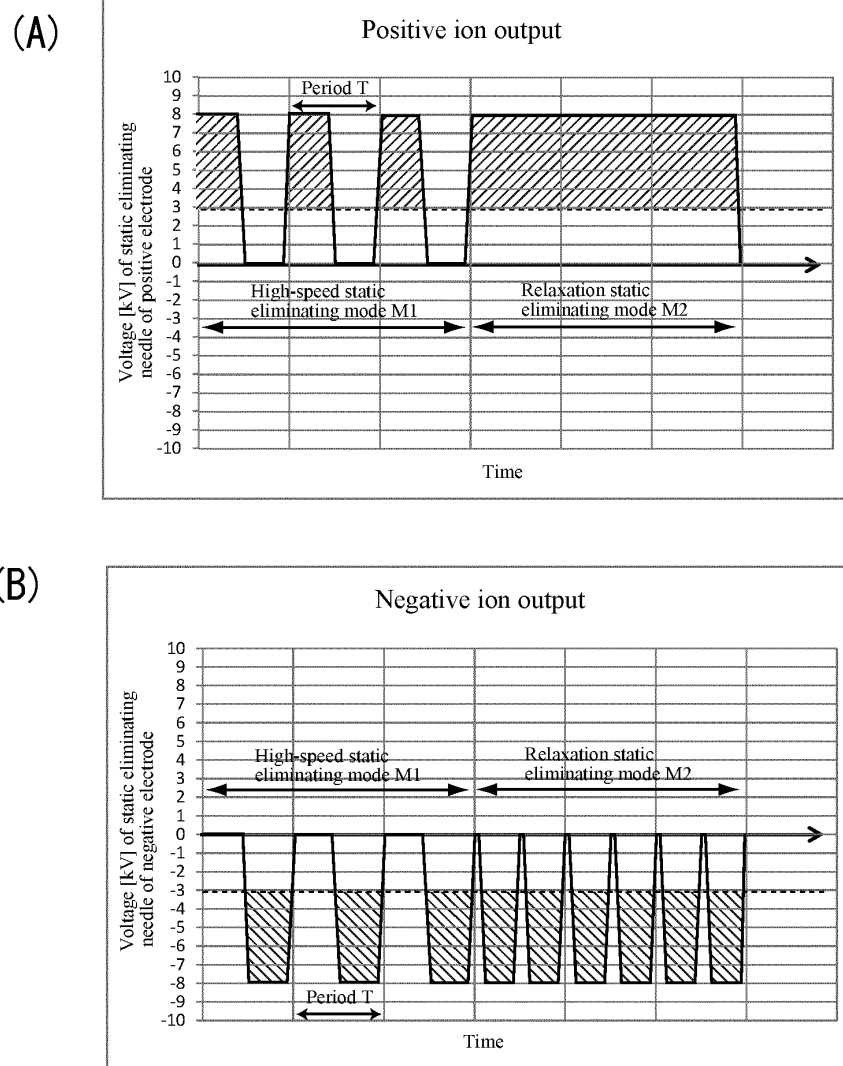 (A)
Positive ion output
Period T
10
9
8
7
6
5
4
3
2
1
0
-1
-2
-3
-4
-5
-6
-7
-8
-9
-10
Voltage [kV] of static eliminating
needle of positive electrode
High-speed static
eliminating mode M1
Relaxation static
eliminating mode M2
Time
(B)
Negative ion output
10
9
8
7
6
5
4
3
2
1
0
-1
-2
-3
-4
-5
-6
-7
-8
-9
-10
Voltage [kV] of static eliminating
needle of negative electrode
High-speed static
eliminating mode M1
Relaxation static
eliminating mode M2
Period T
Time